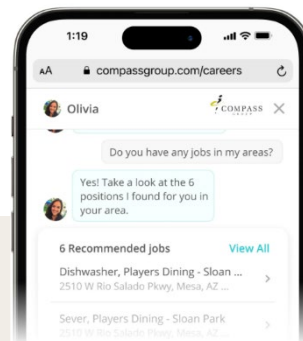 1:19
AA compassgroup.com/careers
Olivia
COMPASS
GROUP
Do you have any jobs in my areas?
Yes! Take a look at the 6
positions I found for you in
your area.
6 Recommended jobs View All
Dishwasher, Players Dining - Sloan ...
2510 W Rio Salado Pkwy, Mesa, AZ ...
Sever, Players Dining - Sloan Park
2510 W Rio Salado Pkwy, Mesa, AZ ...